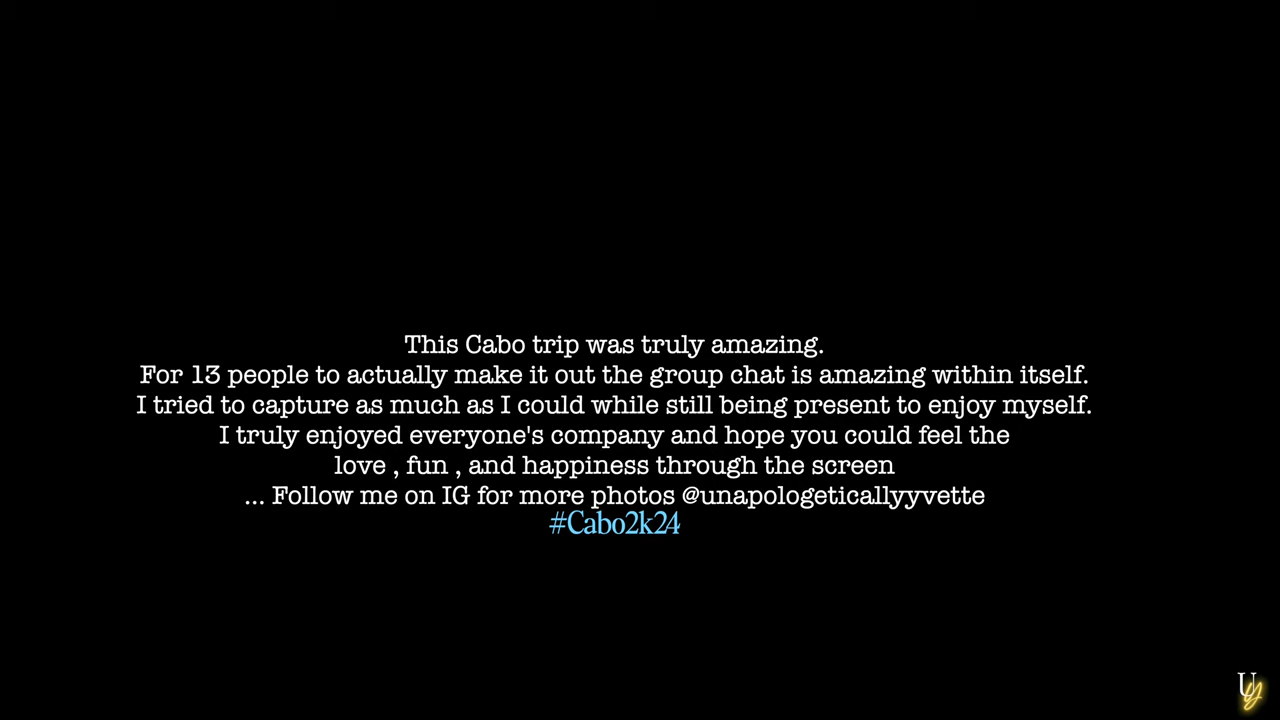 This Cabo trip was truly amazing.
For 13 people to actually make it out the group chat is amazing within itself.
I tried to capture as much as I could while still being present to enjoy myself.
I truly enjoyed everyone's company and hope you could feel the
love , fun , and happiness through the screen
... Follow me on IG for more photos @unapologeticallyyvette
#Cabo2k24
U
y